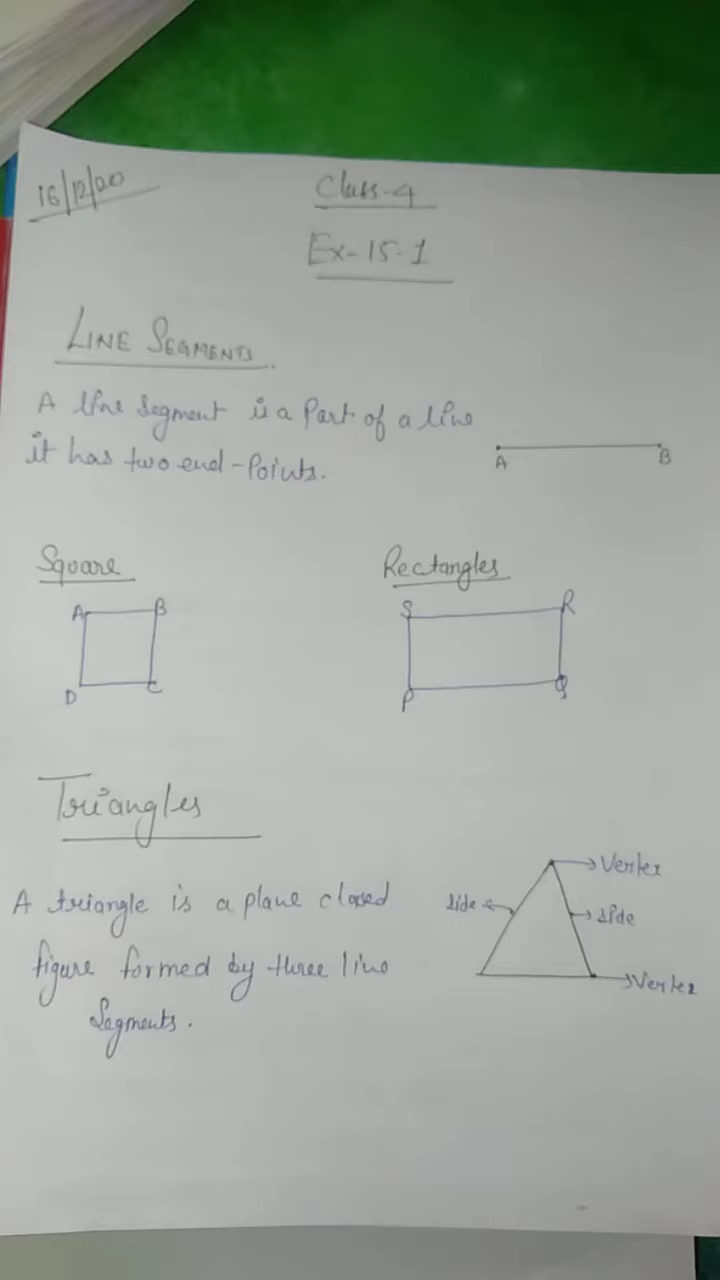 16/12/20
Class-4
Ex-15.1
LINE SEGMENTS
A line segment is a Part of a line
it has two end-Points.
A B
Square
Rectangles
A B
S R
D C
P Q
Triangles
Vertex
A triangle is a plane closed
side side
figure formed by three line
Vertex
Segments.